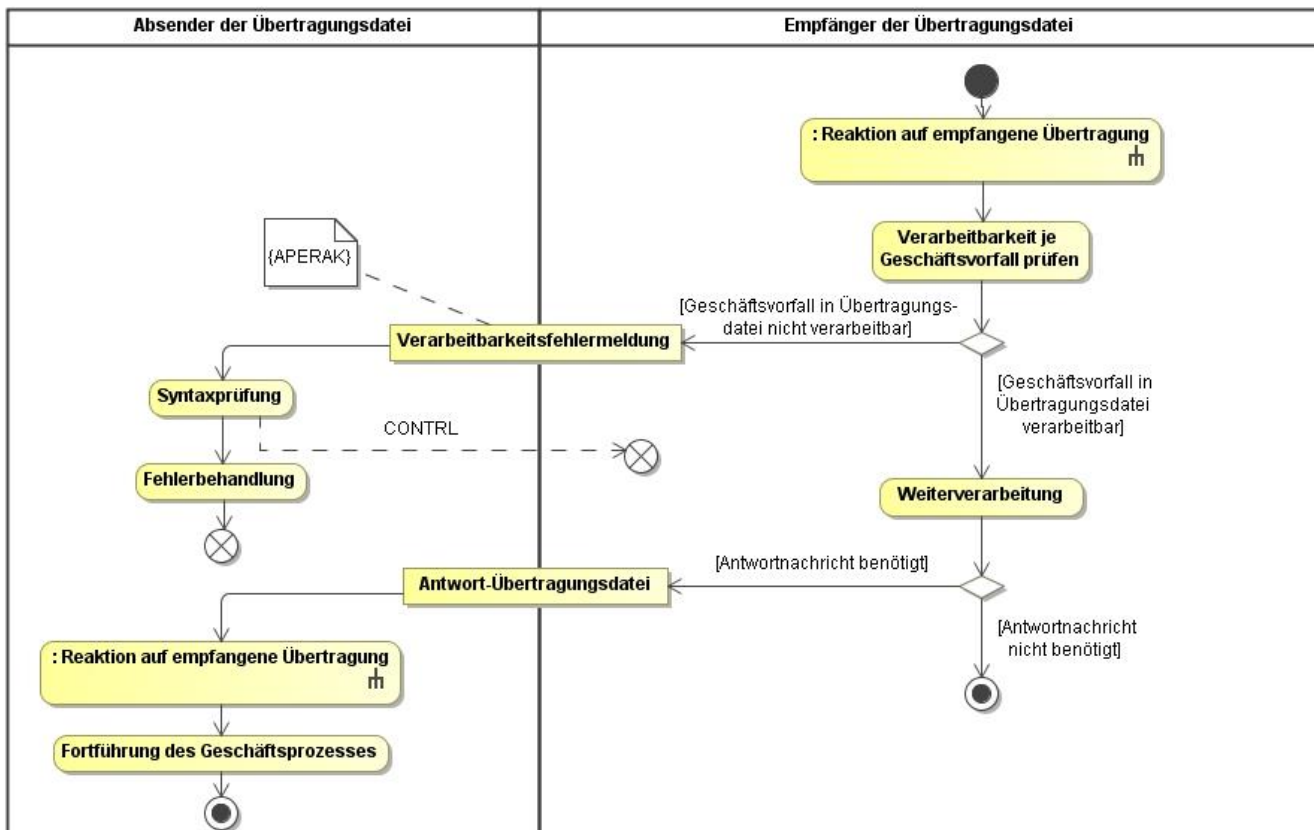 Absender der Übertragungsdatei
Empfänger der Übertragungsdatei
: Reaktion auf empfangene Übertragung
Verarbeitbarkeit je
Geschäftsvorfall prüfen
{APERAK}
[Geschäftsvorfall in Übertragungs-
datei nicht verarbeitbar]
Verarbeitbarkeitsfehlermeldung
[Geschäftsvorfall in
Übertragungsdatei
verarbeitbar]
Syntaxprüfung
CONTRL
Fehlerbehandlung
Weiterverarbeitung
[Antwortnachricht benötigt]
Antwort-Übertragungsdatei
[Antwortnachricht
nicht benötigt]
: Reaktion auf empfangene Übertragung
Fortführung des Geschäftsprozesses